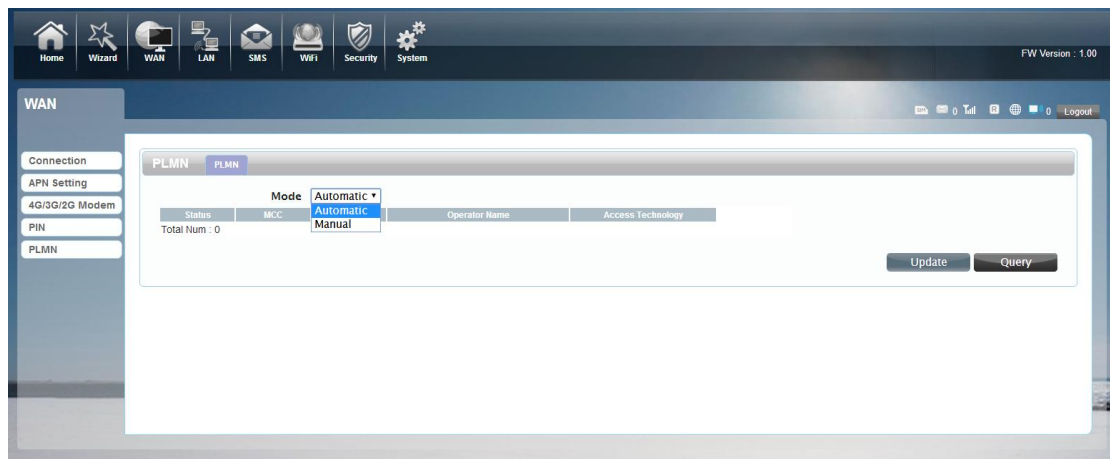 Home Wizard WAN LAN SMS WiFi Security System
FW Version : 1.00
WAN
0 R 0 Logout
Connection
APN Setting
4G/3G/2G Modem
PIN
PLMN
PLMN PLMN
Mode Automatic
Automatic
Manual
Status MCC Operator Name Access Technology
Total Num : 0
Update Query